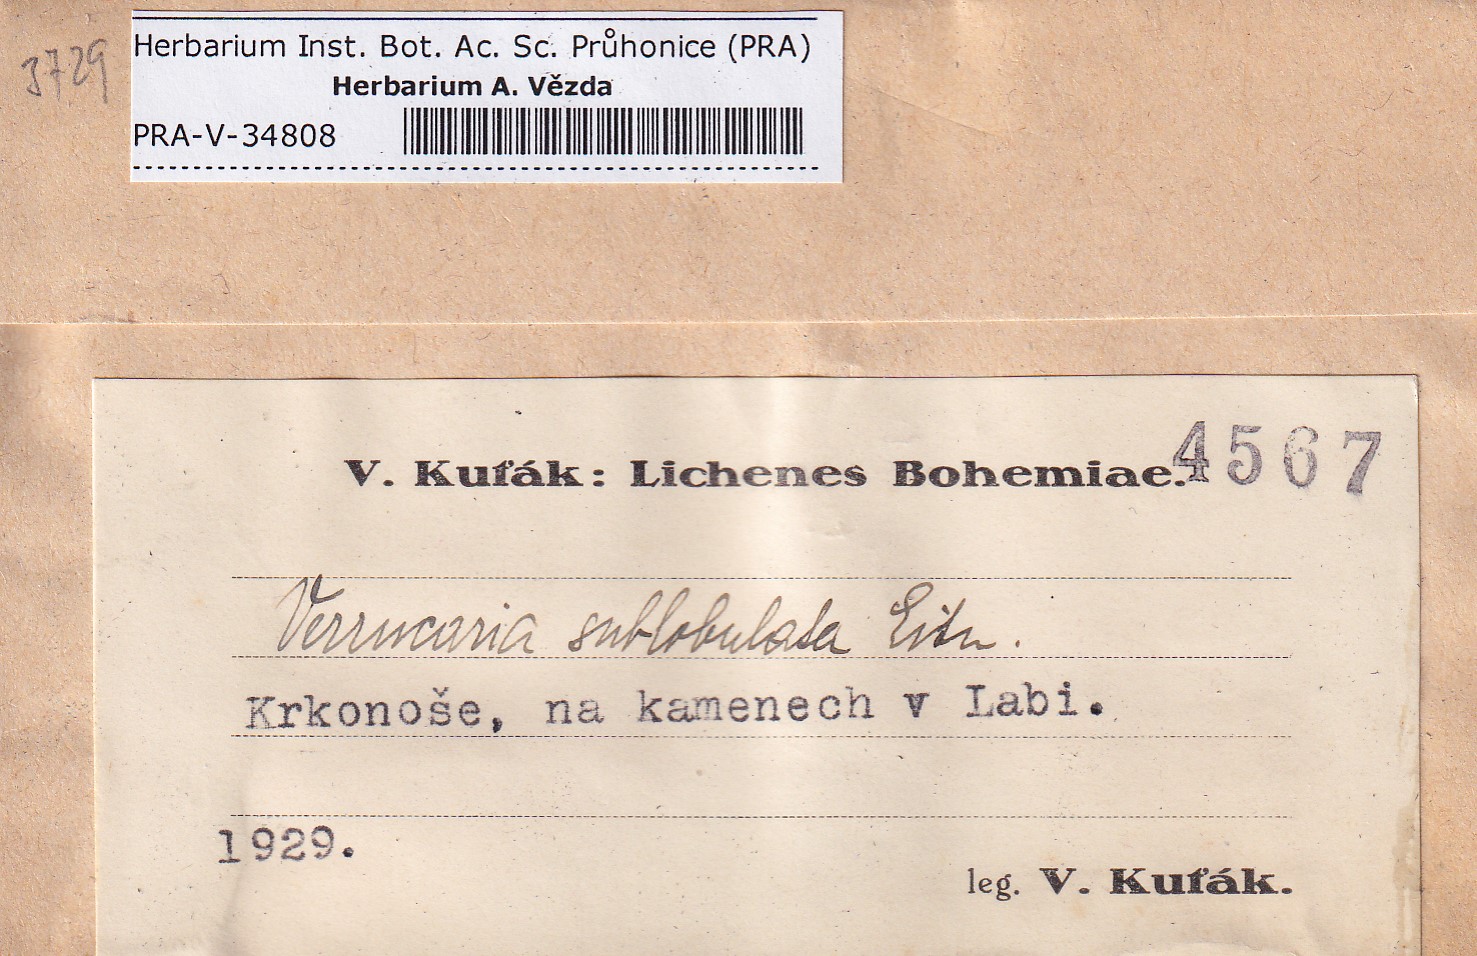 3729
Herbarium Inst. Bot. Ac. Sc. Průhonice (PRA)
Herbarium A. Vězda
PRA-V-34808
4567
V. Kuťák: Lichenes Bohemiae.
Verrucaria sublobulata Eitn.
Krkonoše, na kamenech v Labi.
1929.
leg. V. Kuťák.